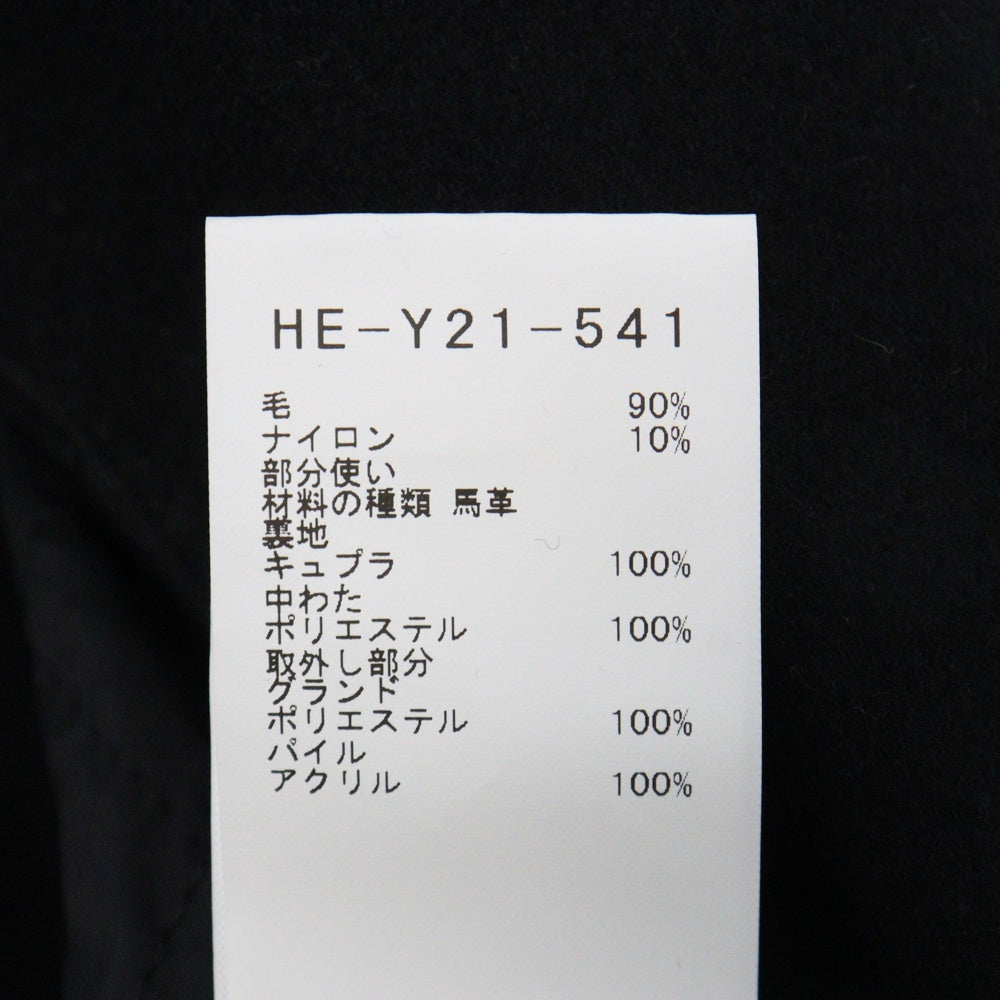 HE-Y21-541
毛 90%
ナイロン 10%
部分使い
材料の種類 馬革
裏地
キュプラ 100%
中わた
ポリエステル 100%
取外し部分
グランド
ポリエステル 100%
パイル
アクリル 100%